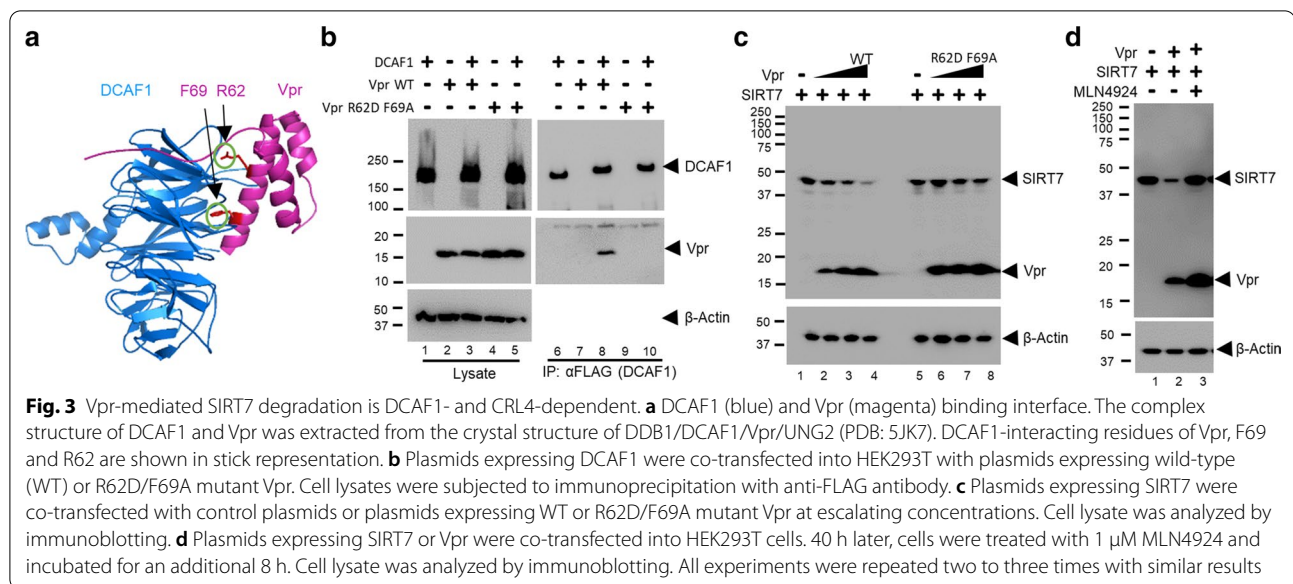 a
DCAF1
F69 R62
Vpr
b
DCAF1 + - + - + + - + - +
Vpr WT - + + - - - + + - -
Vpr R62D F69A - - - + + - - - + +
250
150
100
DCAF1
20
15
10
Vpr
50
37
β-Actin
1 2 3 4 5 6 7 8 9 10
Lysate IP: αFLAG (DCAF1)
c
WT R62D F69A
Vpr - -
SIRT7 + + + + + + + +
250
150
100
75
50
37
SIRT7
25
20
Vpr
15
50
37
β-Actin
1 2 3 4 5 6 7 8
d
Vpr - + +
SIRT7 + + +
MLN4924 - - +
250
150
100
75
50
37
SIRT7
25
20
Vpr
15
50
37
β-Actin
1 2 3
Fig. 3 Vpr-mediated SIRT7 degradation is DCAF1- and CRL4-dependent. a DCAF1 (blue) and Vpr (magenta) binding interface. The complex
structure of DCAF1 and Vpr was extracted from the crystal structure of DDB1/DCAF1/Vpr/UNG2 (PDB: 5JK7). DCAF1-interacting residues of Vpr, F69
and R62 are shown in stick representation. b Plasmids expressing DCAF1 were co-transfected into HEK293T with plasmids expressing wild-type
(WT) or R62D/F69A mutant Vpr. Cell lysates were subjected to immunoprecipitation with anti-FLAG antibody. c Plasmids expressing SIRT7 were
co-transfected with control plasmids or plasmids expressing WT or R62D/F69A mutant Vpr at escalating concentrations. Cell lysate was analyzed by
immunoblotting. d Plasmids expressing SIRT7 or Vpr were co-transfected into HEK293T cells. 40 h later, cells were treated with 1 μM MLN4924 and
incubated for an additional 8 h. Cell lysate was analyzed by immunoblotting. All experiments were repeated two to three times with similar results